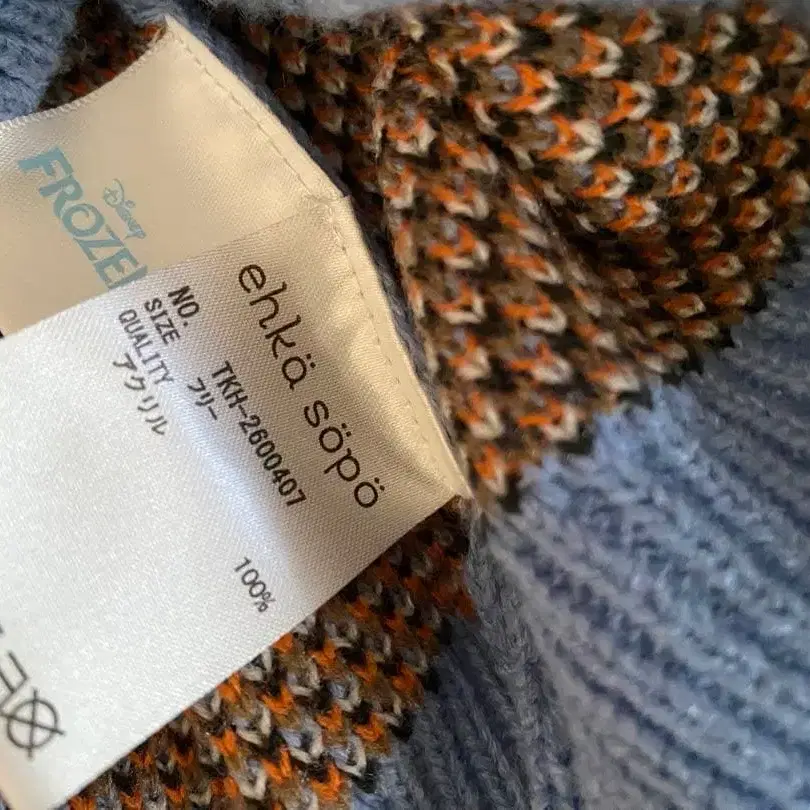 Disney
FROZEN
ehkä söpö
NO. TKH-2600407
SIZE フリー
QUALITY
アクリル 100%